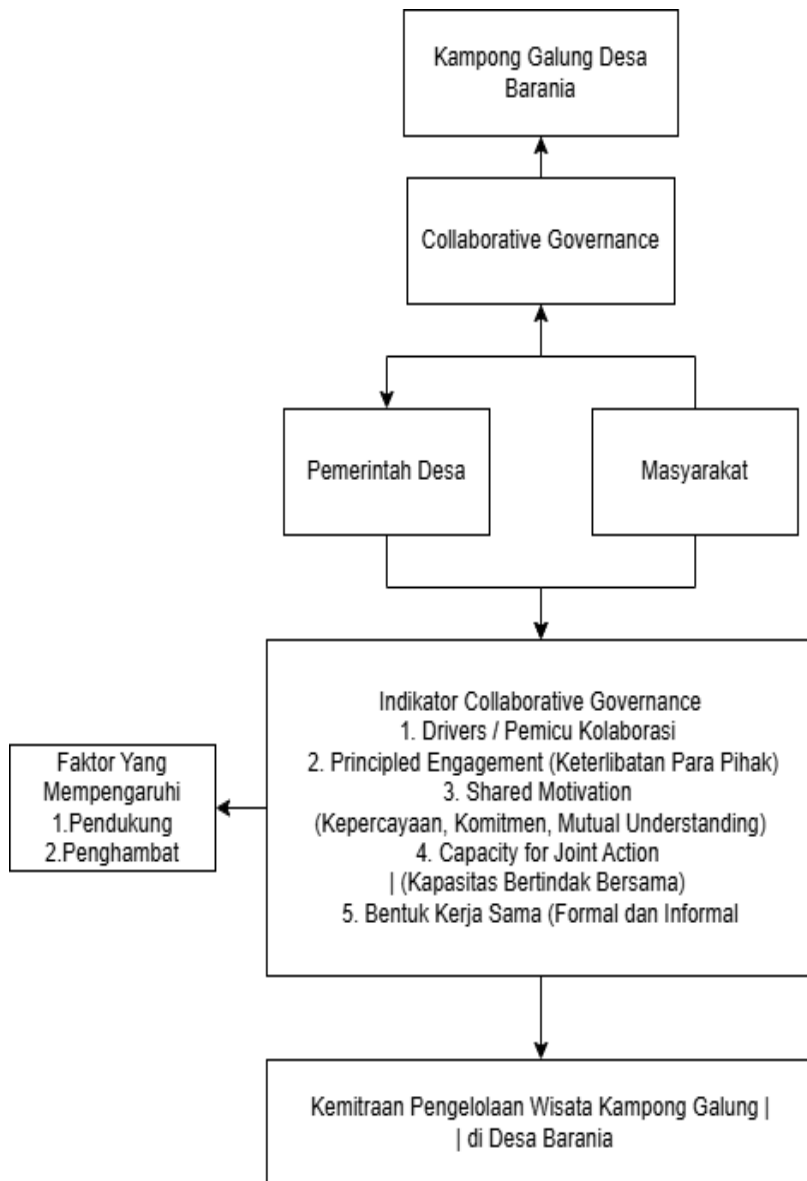 Kampong Galung Desa
Barania
Collaborative Governance
Pemerintah Desa
Masyarakat
Indikator Collaborative Governance
1. Drivers / Pemicu Kolaborasi
2. Principled Engagement (Keterlibatan Para Pihak)
3. Shared Motivation
(Kepercayaan, Komitmen, Mutual Understanding)
4. Capacity for Joint Action
| (Kapasitas Bertindak Bersama)
5. Bentuk Kerja Sama (Formal dan Informal
Faktor Yang
Mempengaruhi
1.Pendukung
2.Penghambat
Kemitraan Pengelolaan Wisata Kampong Galung |
| di Desa Barania